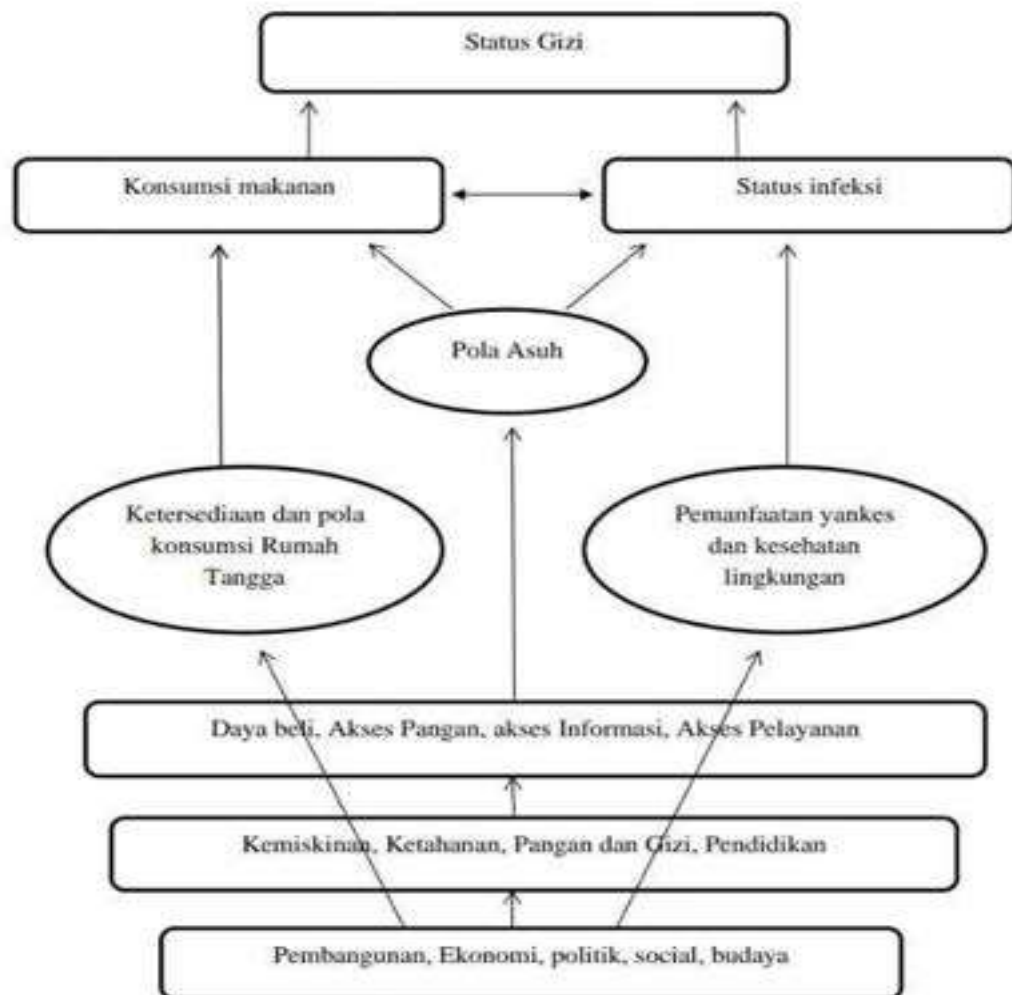 Status Gizi
Konsumsi makanan
Status infeksi
Pola Asuh
Ketersediaan dan pola
konsumsi Rumah
Tangga
Pemanfaatan yankes
dan kesehatan
lingkungan
Daya beli, Akses Pangan, akses Informasi, Akses Pelayanan
Kemiskinan, Ketahanan, Pangan dan Gizi, Pendidikan
Pembangunan, Ekonomi, politik, social, budaya